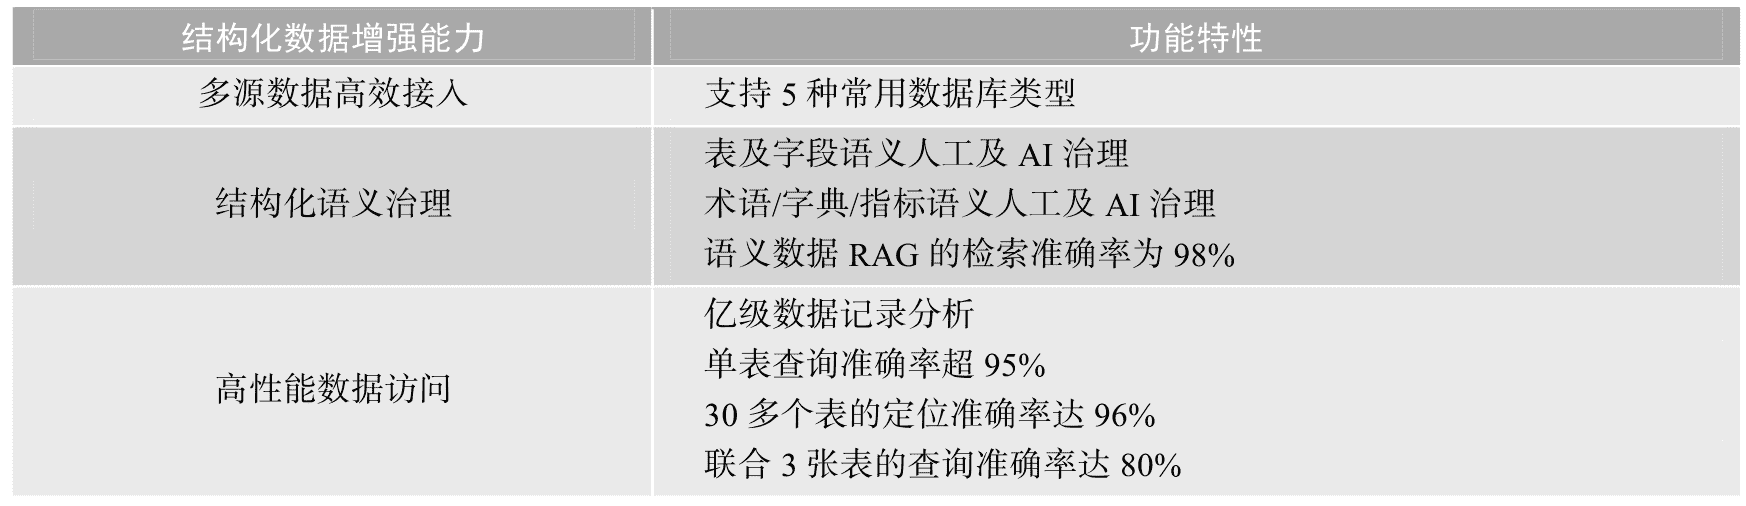 结构化数据增强能力
功能特性
多源数据高效接入
支持 5 种常用数据库类型
结构化语义治理
表及字段语义人工及 AI 治理
术语/字典/指标语义人工及 AI 治理
语义数据 RAG 的检索准确率为 98%
高性能数据访问
亿级数据记录分析
单表查询准确率超 95%
30 多个表的定位准确率达 96%
联合 3 张表的查询准确率达 80%